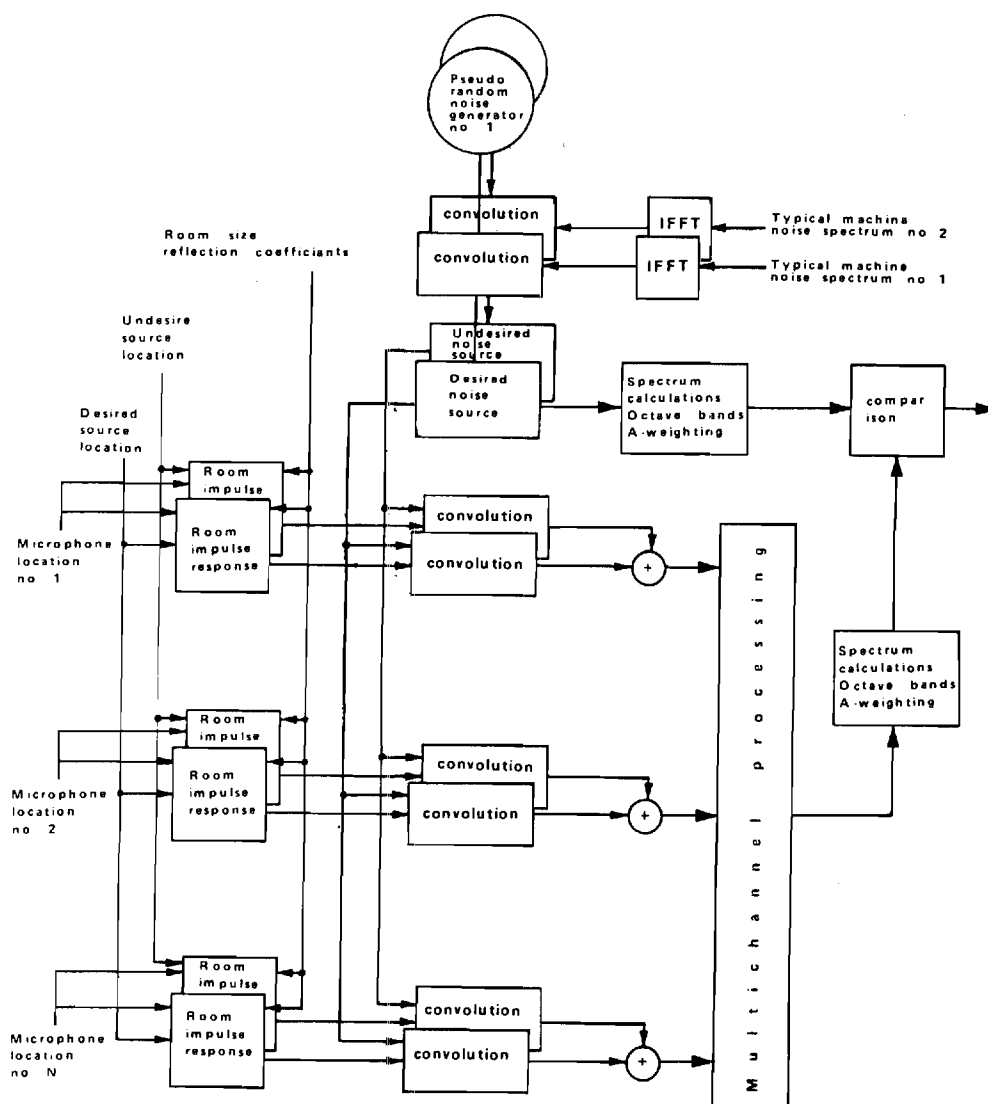 Pseudo
random
noise
generator
no 1
convolution
convolution
IFFT
IFFT
Typical machine
noise spectrum no 2
Typical machine
noise spectrum no 1
Room size
reflection coefficiants
Undesire
source
location
Desired
source
location
Undesired
noise
source
Desired
noise
source
Spectrum
calculations
Octave bands
A-weighting
compar
ison
Room
impulse
Room
impulse
response
Microphone
location
no 1
convolution
convolution
+
Multichannel processing
Spectrum
calculations
Octave bands
A-weighting
Room
impulse
Room
impulse
response
Microphone
location
no 2
convolution
convolution
+
Room
impulse
Room
impulse
response
Microphone
location
no N
convolution
convolution
+